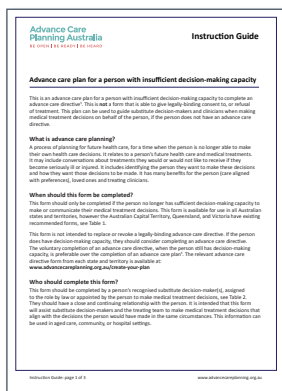 Advance Care
Planning Australia
BE OPEN | BE READY | BE HEARD
Instruction Guide
Advance care plan for a person with insufficient decision-making capacity
This is an advance care plan for a person with insufficient decision-making capacity to complete an
advance care directive*. This is not a form that is able to give legally-binding consent to, or refusal
of treatment. This plan can be used to guide substitute decision-makers and clinicians when making
medical treatment decisions on behalf of the person, if the person does not have an advance care
directive.
What is advance care planning?
A process of planning for future care, for a time when the person is no longer able to make
their own health care decisions. It relates to a person's future health care and medical treatments.
It may include conversations about treatments they would or would not like to receive if they
become seriously ill or injured. It includes identifying the person they want to make these decisions
and how they want those decisions to be made. It has many benefits for the person (care aligned
with preferences), loved ones and treating clinicians.
When should this form be completed?
This form should only be completed if the person no longer has sufficient decision-making capacity to
make or communicate their medical treatment decisions. This form is available for use in all Australian
states and territories, however the Australian Capital Territory, Queensland, and Victoria have existing
recommended forms, see Table 1.
This form is not intended to replace or revoke a legally-binding advance care directive. If the person
does have decision-making capacity, they should consider completing an advance care directive.
The voluntary completion of an advance care directive, when the person still has decision-making
capacity, is preferable over the completion of an advance care plan*. The relevant advance care
directive form from each state and territory is available at:
www.advancecareplanning.org.au/create-your-plan
Who should complete this form?
This form should be completed by a person's recognised substitute decision-maker(s), assigned
to the role by law or appointed by the person to make medical treatment decisions, see Table 2.
They should have a close and continuing relationship with the person. It is intended that this form
will assist substitute decision-makers and the treating team to make medical treatment decisions that
align with the decisions the person would have made in the same circumstances. This information can
be used in aged care, community, or hospital settings.
Instruction Guide: page 1 of 3
www.advancecareplanning.org.au